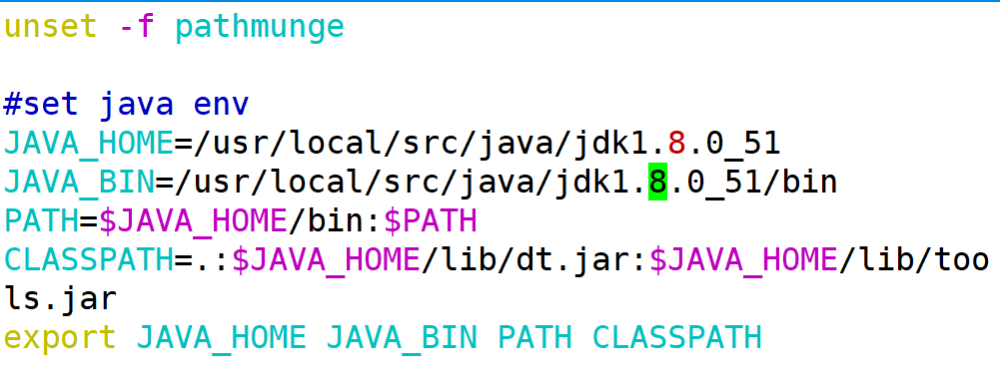 unset -f pathmunge
#set java env
JAVA_HOME=/usr/local/src/java/jdk1.8.0_51
JAVA_BIN=/usr/local/src/java/jdk1.8.0_51/bin
PATH=$JAVA_HOME/bin:$PATH
CLASSPATH=.:$JAVA_HOME/lib/dt.jar:$JAVA_HOME/lib/too
ls.jar
export JAVA_HOME JAVA_BIN PATH CLASSPATH